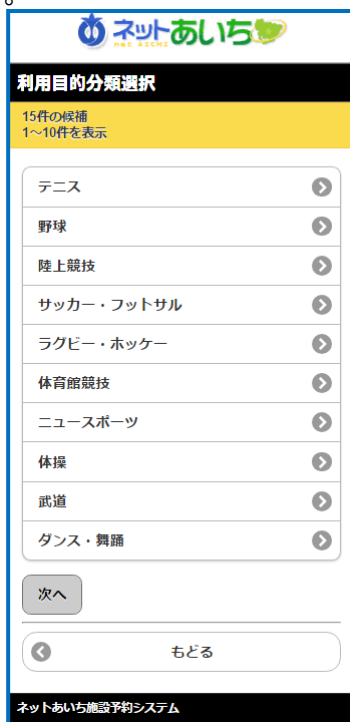 。
ネットあいち
NET AICHI
利用目的分類選択
15件の候補
1～10件を表示
テニス
野球
陸上競技
サッカー・フットサル
ラグビー・ホッケー
体育館競技
ニュースポーツ
体操
武道
ダンス・舞踊
次へ
もどる
ネットあいち施設予約システム